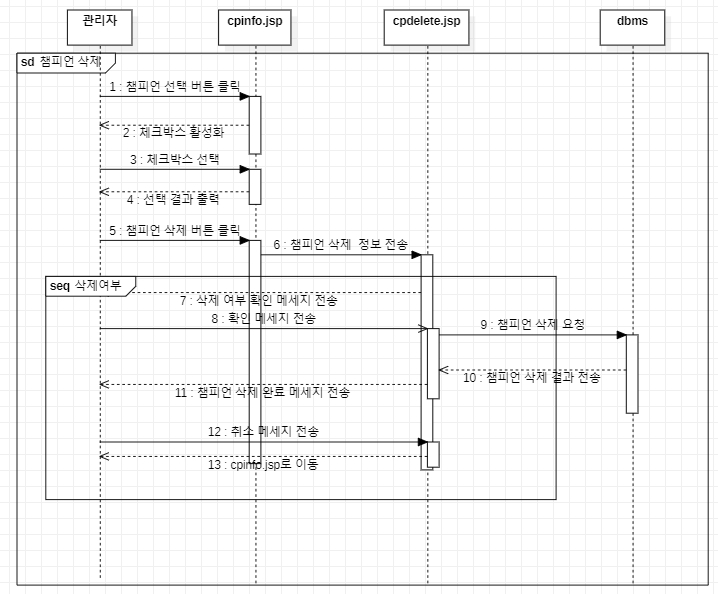 관리자
cpinfo.jsp
cpdelete.jsp
dbms
sd 챔피언 삭제
1 : 챔피언 선택 버튼 클릭
2 : 체크박스 활성화
3 : 체크박스 선택
4 : 선택 결과 출력
5 : 챔피언 삭제 버튼 클릭
6 : 챔피언 삭제 정보 전송
seq 삭제여부
7 : 삭제 여부 확인 메세지 전송
8 : 확인 메세지 전송
9 : 챔피언 삭제 요청
10 : 챔피언 삭제 결과 전송
11 : 챔피언 삭제 완료 메세지 전송
12 : 취소 메세지 전송
13 : cpinfo.jsp로 이동